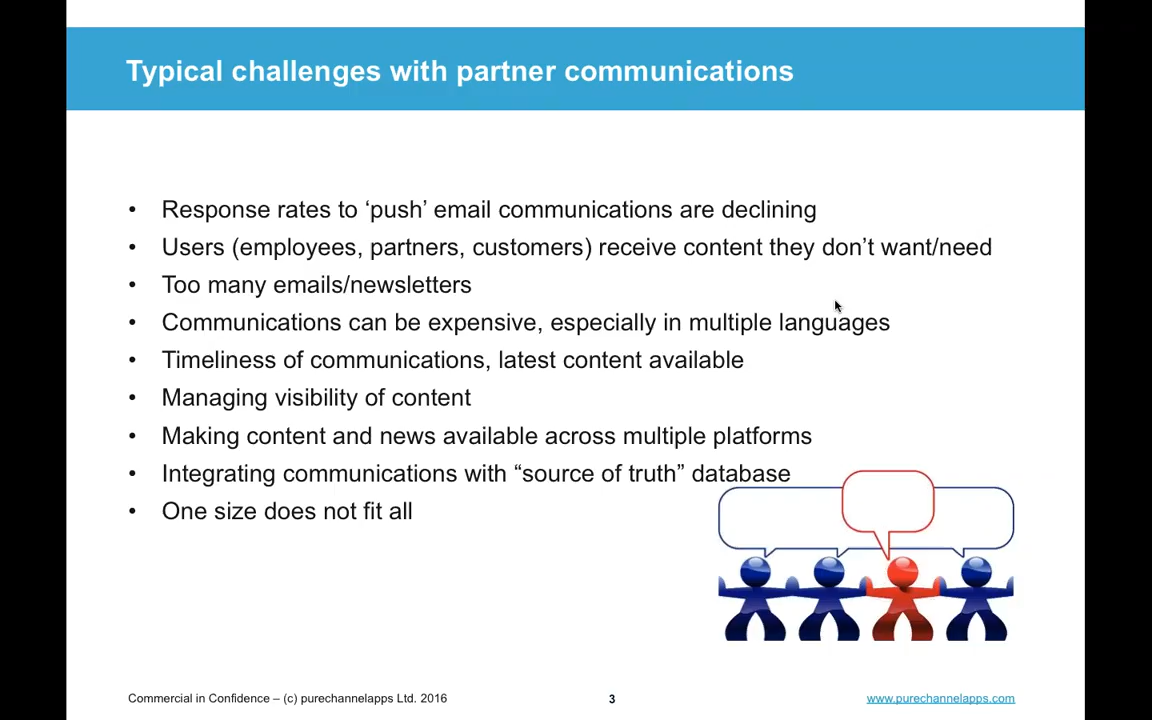 Typical challenges with partner communications
• Response rates to ‘push’ email communications are declining
• Users (employees, partners, customers) receive content they don’t want/need
• Too many emails/newsletters
• Communications can be expensive, especially in multiple languages
• Timeliness of communications, latest content available
• Managing visibility of content
• Making content and news available across multiple platforms
• Integrating communications with “source of truth” database
• One size does not fit all
Commercial in Confidence – (c) purechannelapps Ltd. 2016 3 www.purechannelapps.com